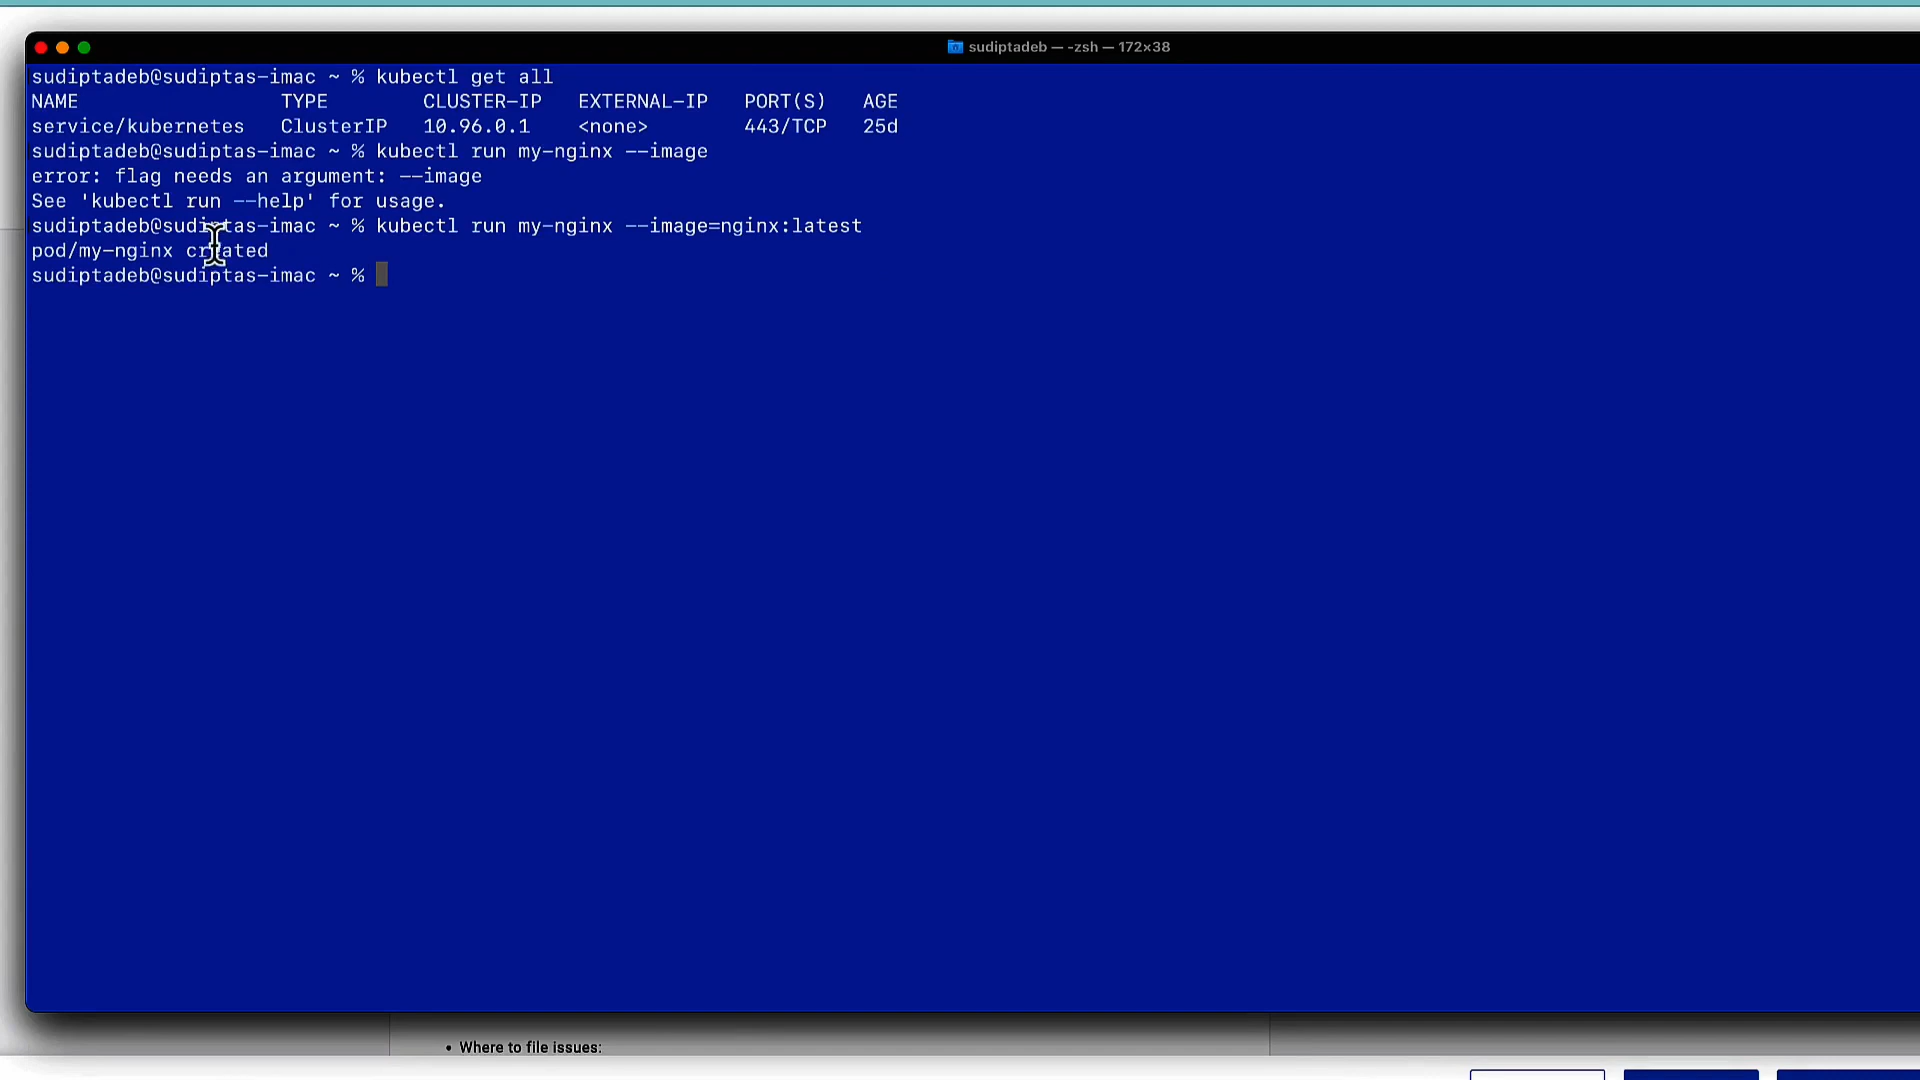 sudiptadeb — -zsh — 172×38
sudiptadeb@sudiptas-imac ~ % kubectl get all
NAME TYPE CLUSTER-IP EXTERNAL-IP PORT(S) AGE
service/kubernetes ClusterIP 10.96.0.1 <none> 443/TCP 25d
sudiptadeb@sudiptas-imac ~ % kubectl run my-nginx --image
error: flag needs an argument: --image
See 'kubectl run --help' for usage.
sudiptadeb@sudiptas-imac ~ % kubectl run my-nginx --image=nginx:latest
pod/my-nginx created
sudiptadeb@sudiptas-imac ~ %
• Where to file issues: